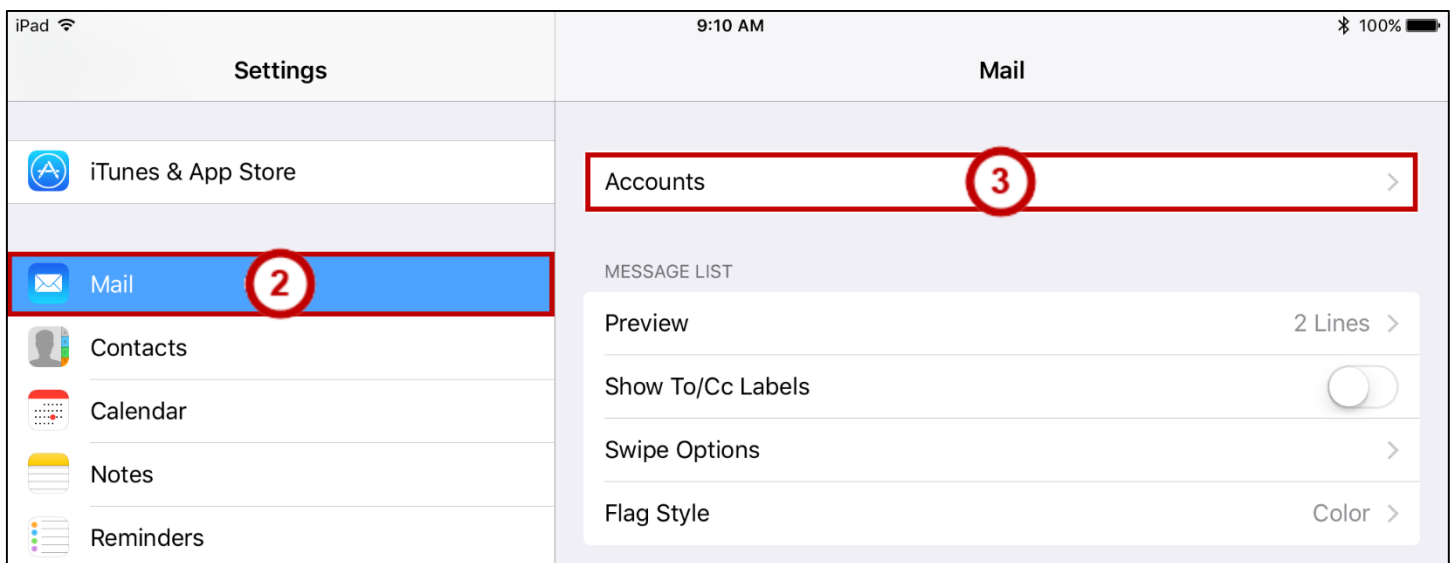 iPad 9:10 AM 100%
Settings
Mail
iTunes & App Store
Mail 2
Contacts
Calendar
Notes
Reminders
Accounts 3
MESSAGE LIST
Preview 2 Lines
Show To/Cc Labels
Swipe Options
Flag Style Color